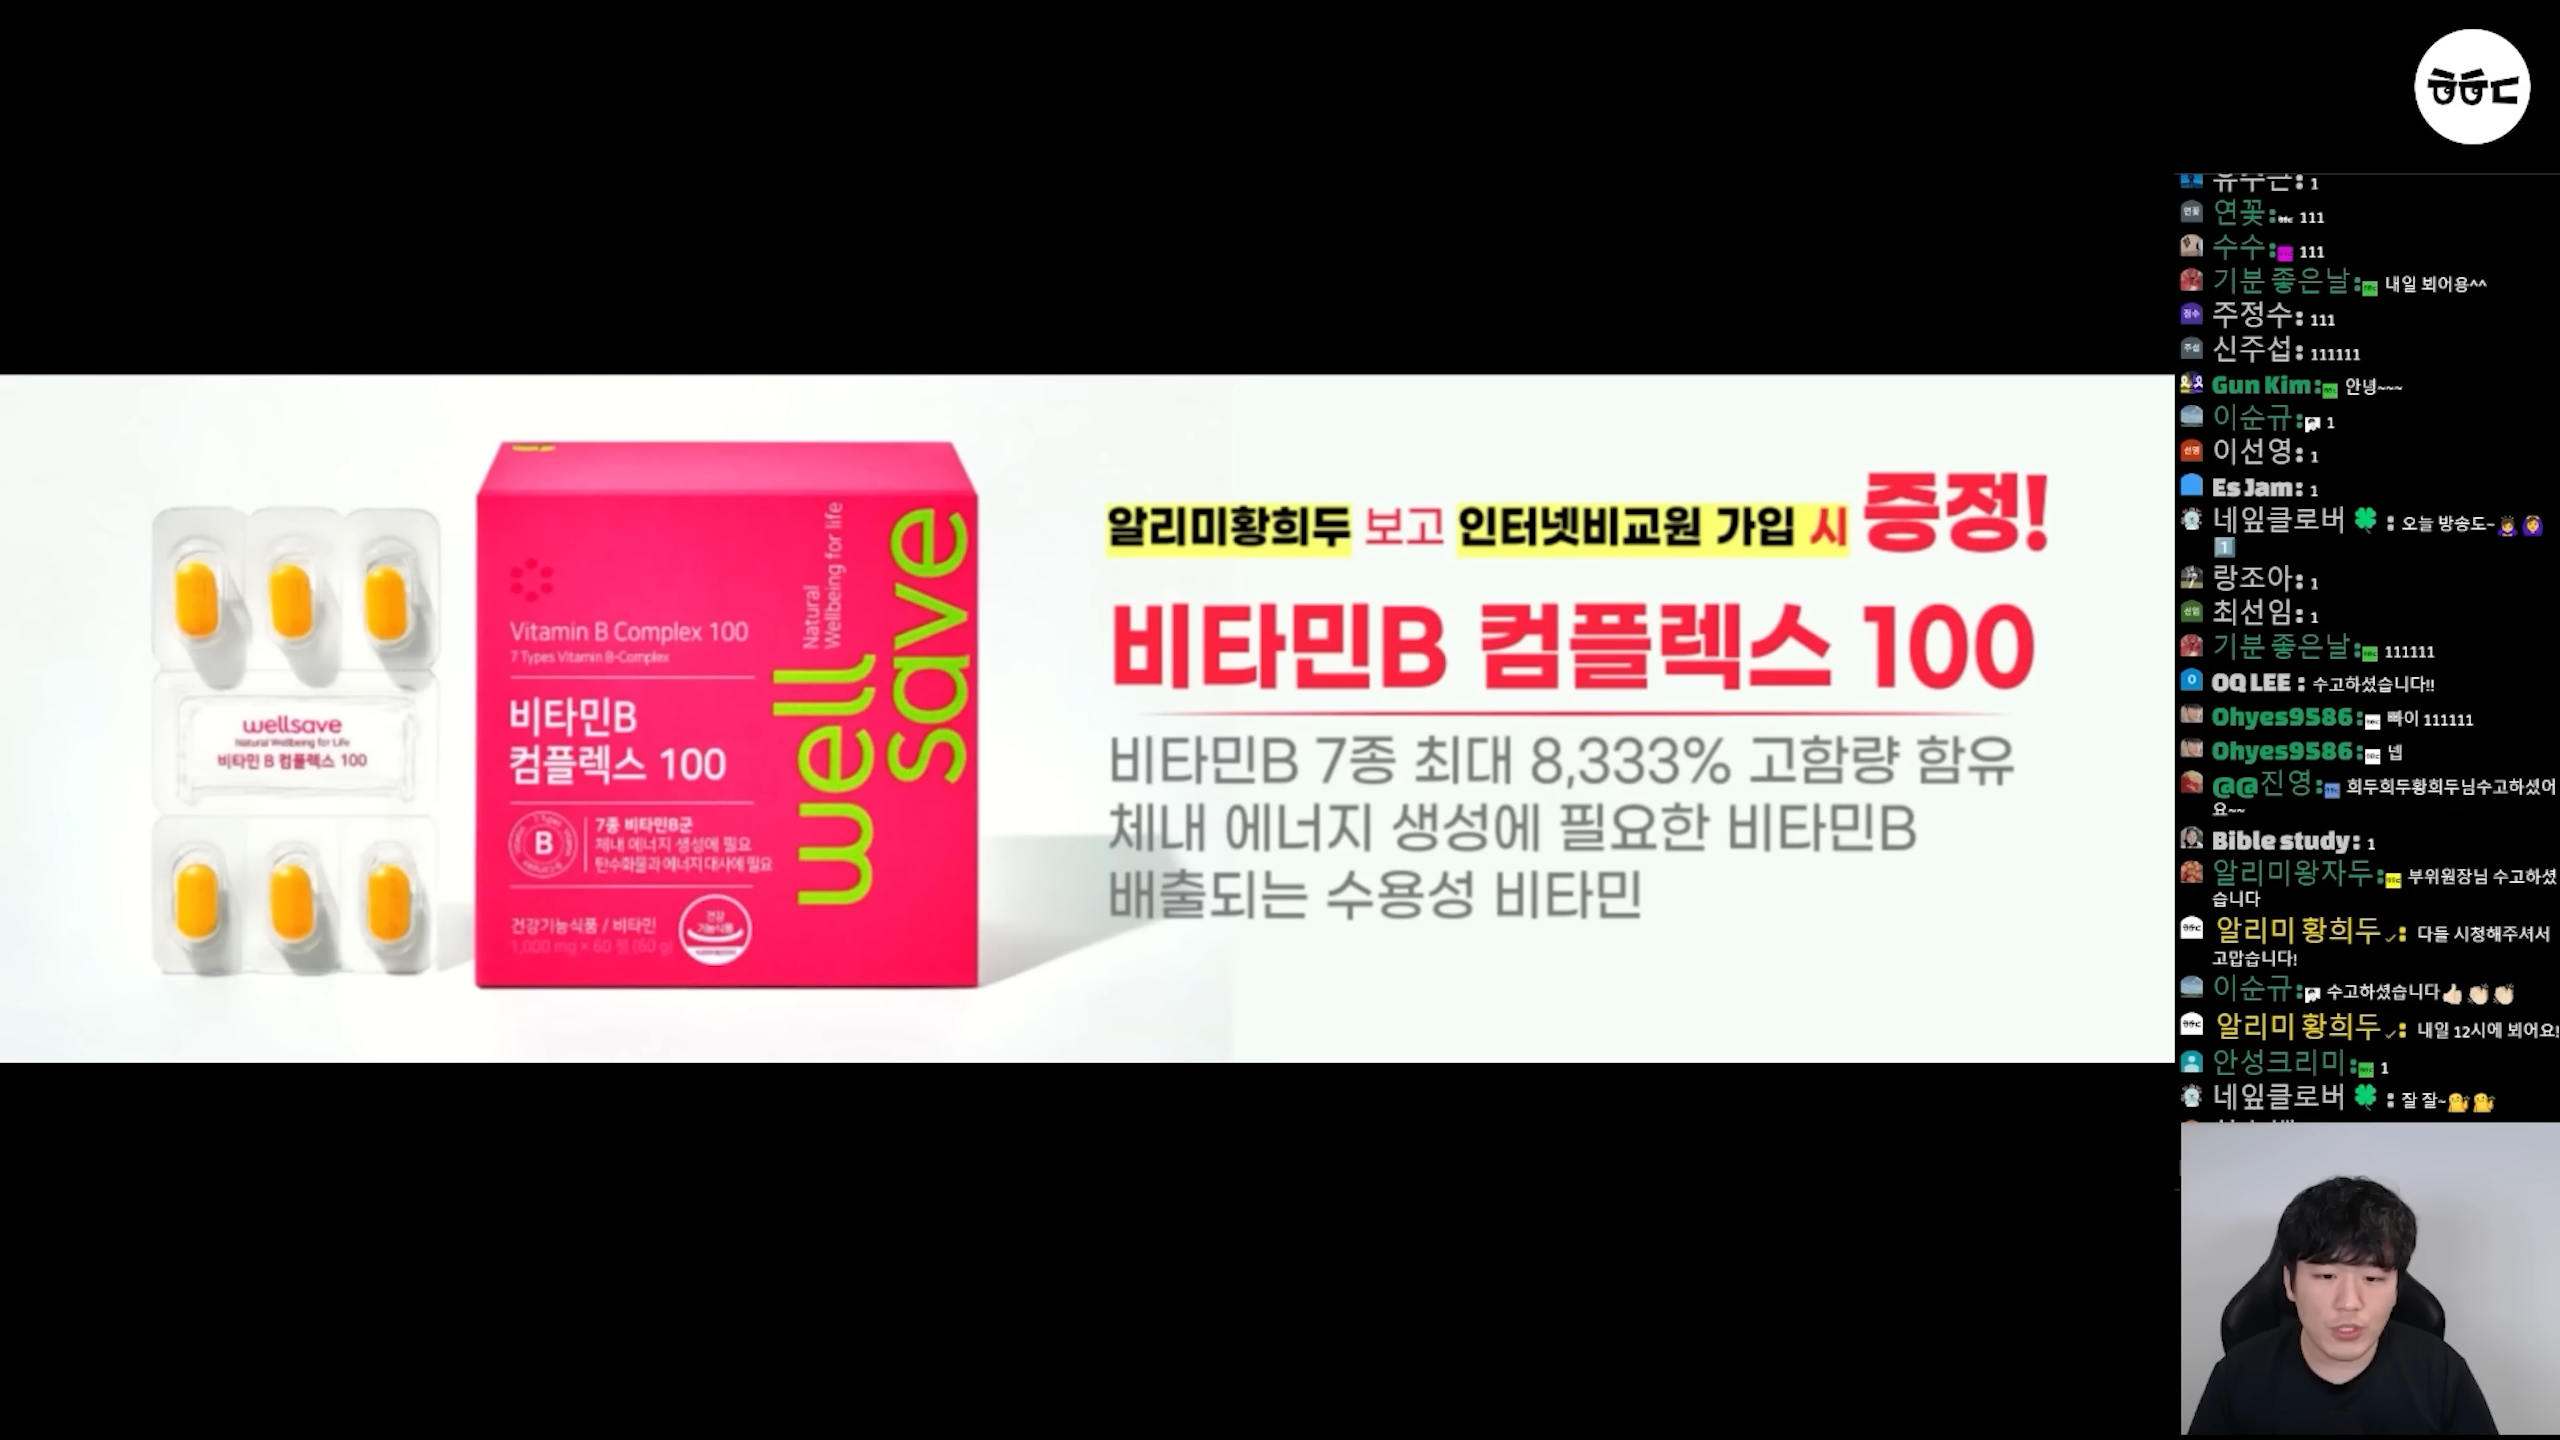 ㅎㅎㄷ
wellsave
Natural Wellbeing for Life
비타민 B 컴플렉스 100
Vitamin B Complex 100
7 Types Vitamin B-Complex
비타민B
컴플렉스 100
B
7종 비타민B군
체내 에너지 생성에 필요
탄수화물과 에너지 대사에 필요
건강기능식품 / 비타민
1,000 mg × 60 정 (60 g)
건강
기능식품
Natural
Wellbeing for life
well
save
알리미황희두 보고 인터넷비교원 가입 시 증정!
비타민B 컴플렉스 100
비타민B 7종 최대 8,333% 고함량 함유
체내 에너지 생성에 필요한 비타민B
배출되는 수용성 비타민
: 1
연꽃: 111
수수: 111
기분 좋은날: 내일 뵈어용^^
주정수: 111
신주섭: 111111
Gun Kim: 안녕~~~
이순규: 1
이선영: 1
Es Jam: 1
네잎클로버 🍀 : 오늘 방송도~🙇‍♀️🙆‍♀️
1️⃣
랑조아: 1
최선임: 1
기분 좋은날: 111111
OQ LEE : 수고하셨습니다!!
Ohyes9586: 빠이 111111
Ohyes9586: 넵
@@진영: 희두희두황희두님수고하셨어
요~~
Bible study: 1
알리미왕자두: 부위원장님 수고하셨
습니다
알리미 황희두✓: 다들 시청해주셔서
고맙습니다!
이순규: 수고하셨습니다👍🏻👏🏻👏🏻
알리미 황희두✓: 내일 12시에 뵈어요!
안성크리미: 1
네잎클로버 🍀 : 잘 잘~